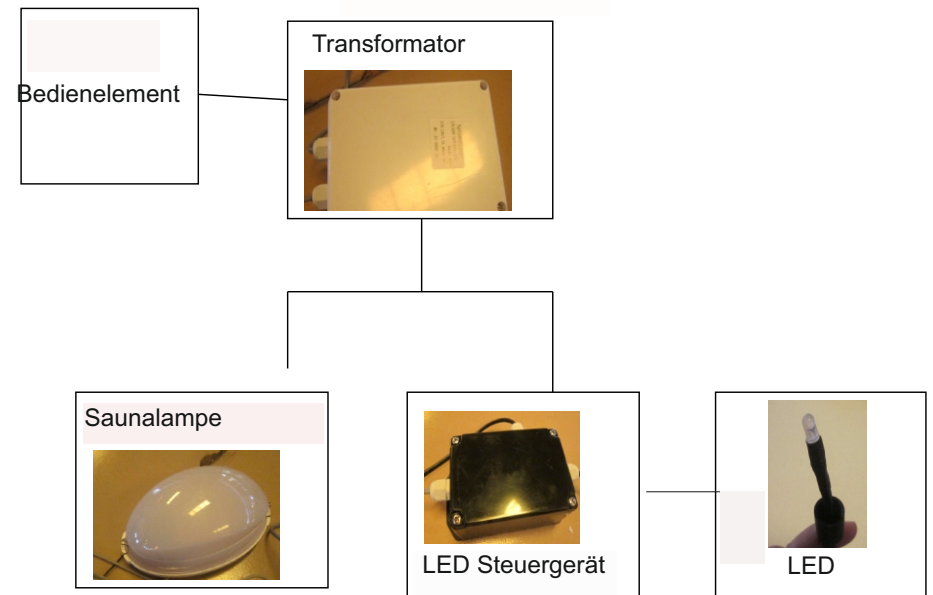 Bedienelement
Transformator
Saunalampe
LED Steuergerät
LED